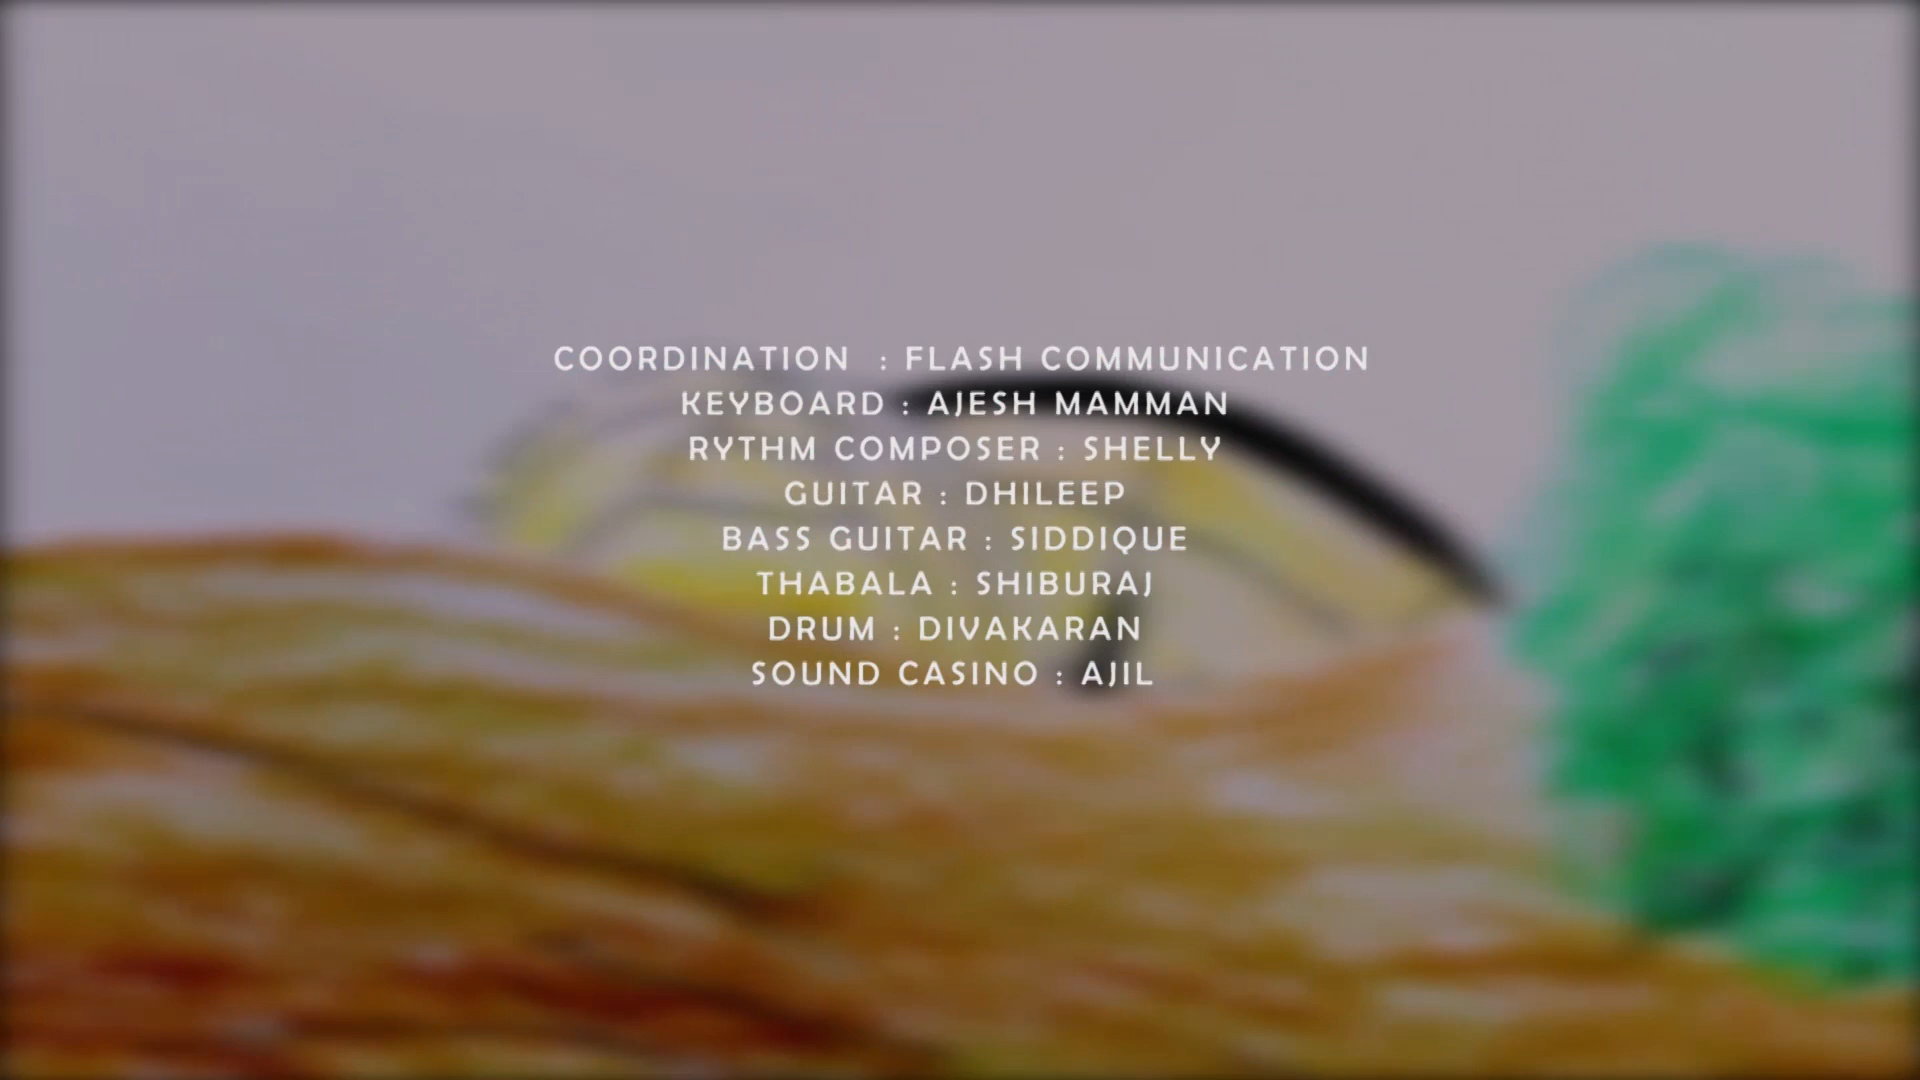 COORDINATION : FLASH COMMUNICATION
KEYBOARD : AJESH MAMMAN
RYTHM COMPOSER : SHELLY
GUITAR : DHILEEP
BASS GUITAR : SIDDIQUE
THABALA : SHIBURAJ
DRUM : DIVAKARAN
SOUND CASINO : AJIL